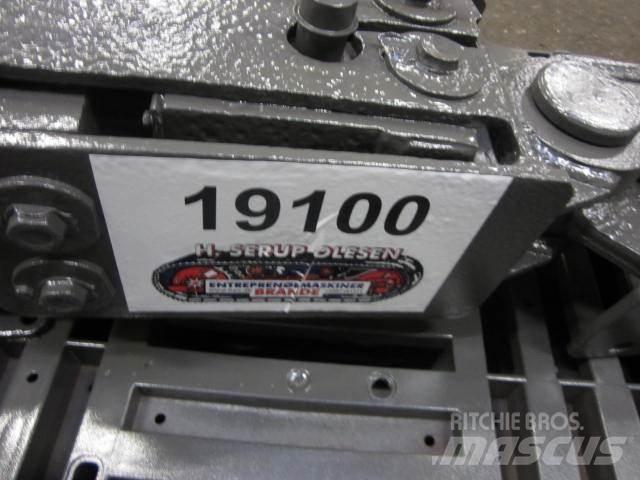 19100
H. SERUP OLESEN
ENTREPRENØRMASKINER
BRANDE
RITCHIE BROS.
MASCUS